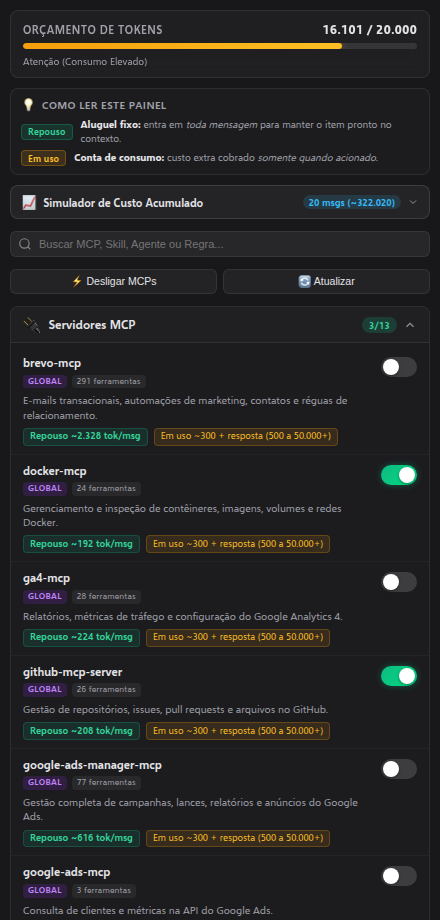 ORÇAMENTO DE TOKENS 16.101 / 20.000
Atenção (Consumo Elevado)
COMO LER ESTE PAINEL
Repouso Aluguel fixo: entra em toda mensagem para manter o item pronto no
contexto.
Em uso Conta de consumo: custo extra cobrado somente quando acionado.
Simulador de Custo Acumulado 20 msgs (~322.020)
Buscar MCP, Skill, Agente ou Regra...
Desligar MCPs Atualizar
Servidores MCP 3/13
brevo-mcp
GLOBAL 291 ferramentas
E-mails transacionais, automações de marketing, contatos e réguas de
relacionamento.
Repouso ~2.328 tok/msg Em uso ~300 + resposta (500 a 50.000+)
docker-mcp
GLOBAL 24 ferramentas
Gerenciamento e inspeção de contêineres, imagens, volumes e redes
Docker.
Repouso ~192 tok/msg Em uso ~300 + resposta (500 a 50.000+)
ga4-mcp
GLOBAL 28 ferramentas
Relatórios, métricas de tráfego e configuração do Google Analytics 4.
Repouso ~224 tok/msg Em uso ~300 + resposta (500 a 50.000+)
github-mcp-server
GLOBAL 26 ferramentas
Gestão de repositórios, issues, pull requests e arquivos no GitHub.
Repouso ~208 tok/msg Em uso ~300 + resposta (500 a 50.000+)
google-ads-manager-mcp
GLOBAL 77 ferramentas
Gestão completa de campanhas, lances, relatórios e anúncios do Google
Ads.
Repouso ~616 tok/msg Em uso ~300 + resposta (500 a 50.000+)
google-ads-mcp
GLOBAL 3 ferramentas
Consulta de clientes e métricas na API do Google Ads.